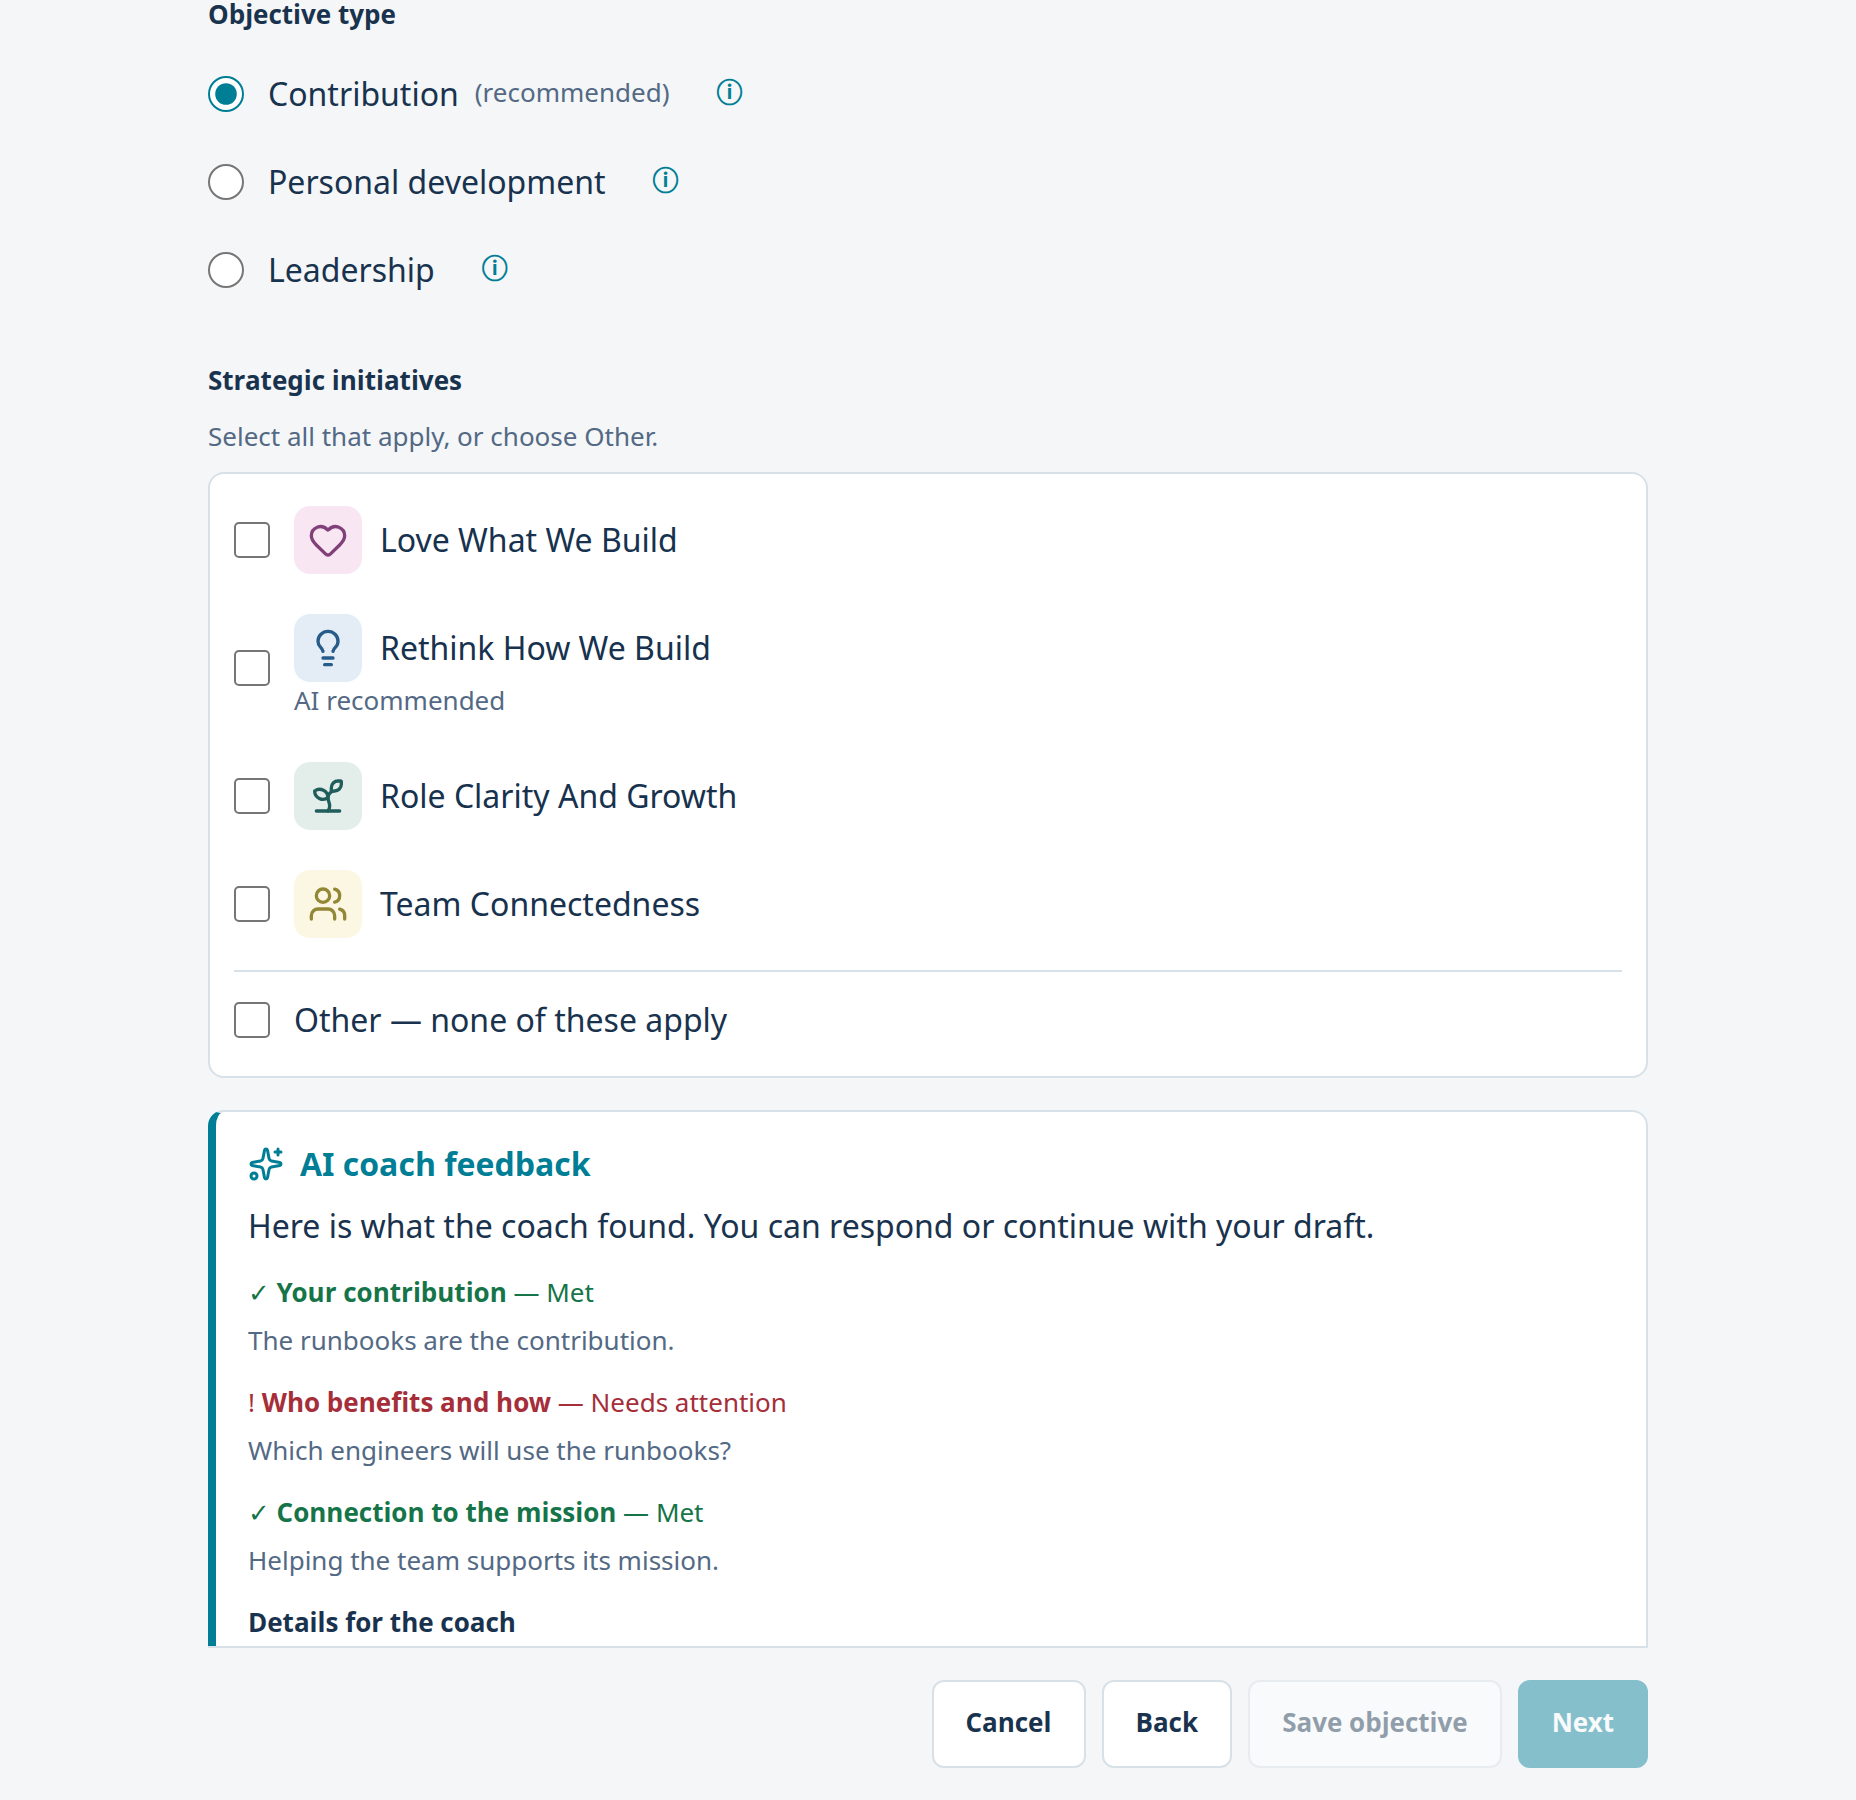 Objective type
Contribution (recommended)
Personal development
Leadership
Strategic initiatives
Select all that apply, or choose Other.
Love What We Build
Rethink How We Build
AI recommended
Role Clarity And Growth
Team Connectedness
Other — none of these apply
AI coach feedback
Here is what the coach found. You can respond or continue with your draft.
✓ Your contribution — Met
The runbooks are the contribution.
! Who benefits and how — Needs attention
Which engineers will use the runbooks?
✓ Connection to the mission — Met
Helping the team supports its mission.
Details for the coach
Cancel Back Save objective Next